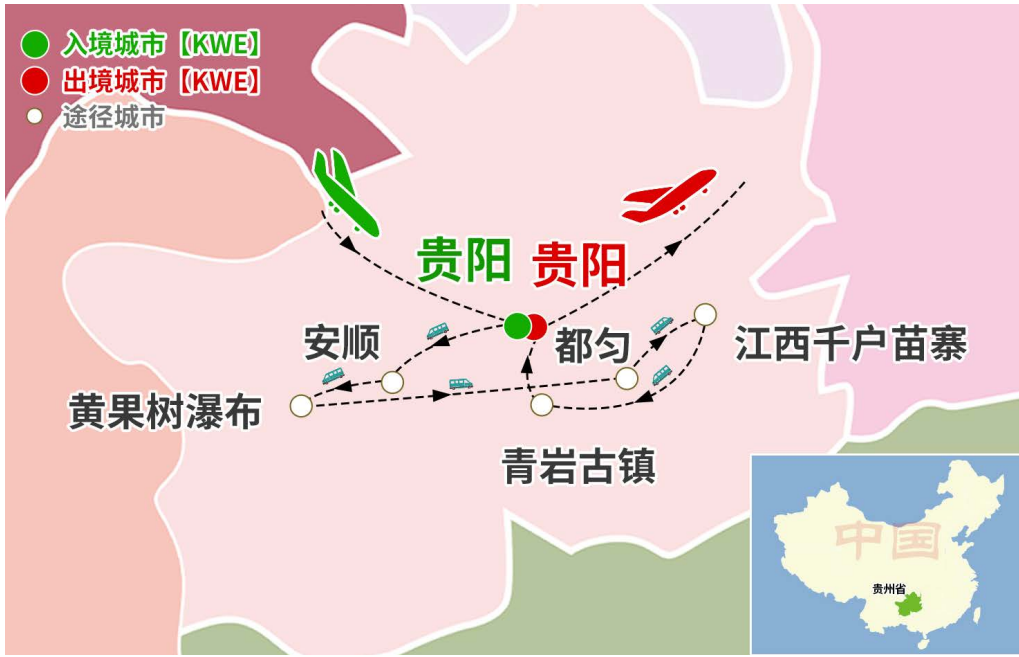 入境城市【KWE】
出境城市【KWE】
途径城市
贵阳 贵阳
安顺
都匀
江西千户苗寨
黄果树瀑布
青岩古镇
中国
贵州省